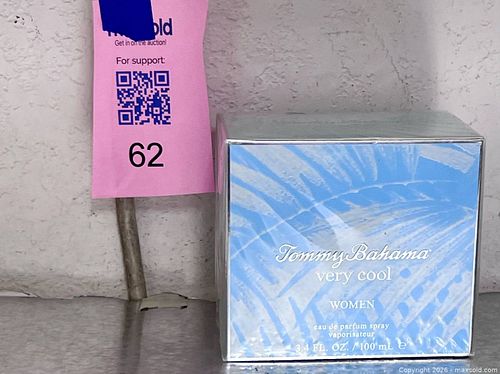 Get in on the auction!
For support:
62
Tommy Bahama
very cool
WOMEN
eau de parfum spray
vaporisateur
3.4 FL. OZ. / 100 mL ℮
Copyright 2026 - maxsold.com